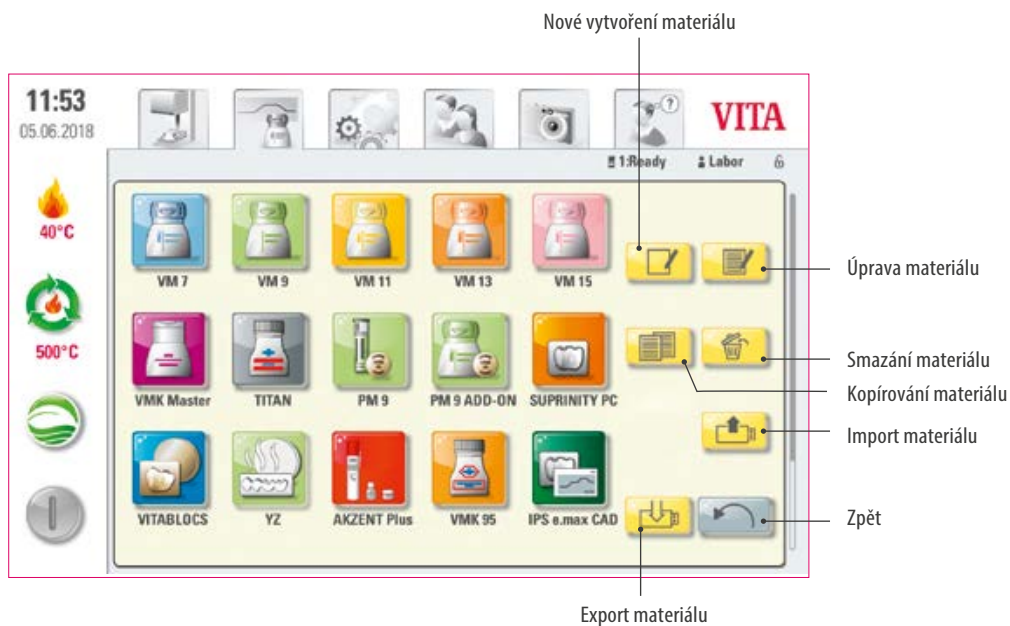 Nové vytvoření materiálu
11:53
05.06.2018
?
VITA
1:Ready
Labor
40°C
VM 7
VM 9
VM 11
VM 13
VM 15
Úprava materiálu
500°C
Smazání materiálu
VMK Master
TITAN
PM 9
PM 9 ADD-ON
SUPRINITY PC
Kopírování materiálu
Import materiálu
VITABLOCS
YZ
AKZENT Plus
VMK 95
IPS e.max CAD
Zpět
Export materiálu